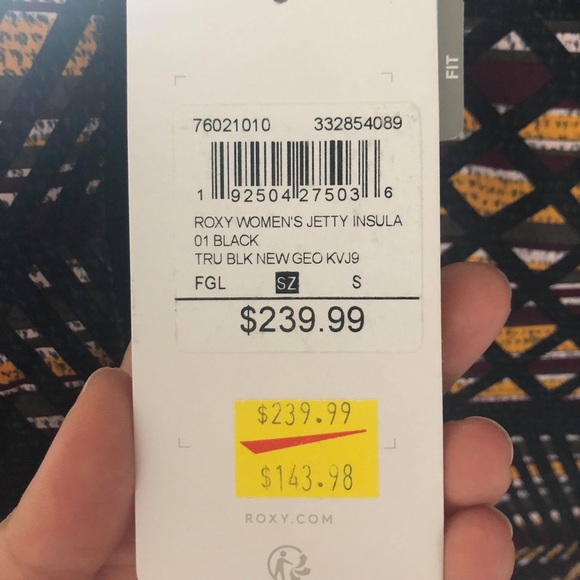 FIT
76021010 332854089
1 92504 27503 6
ROXY WOMEN'S JETTY INSULA
01 BLACK
TRU BLK NEW GEO KVJ9
FGL SZ S
$239.99
$239.99
$143.98
ROXY.COM